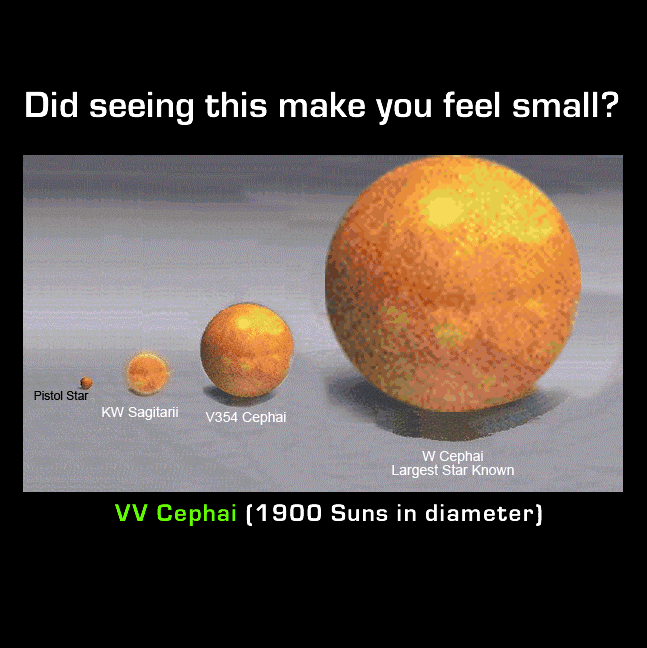 Did seeing this make you feel small?
Pistol Star
KW Sagitarii
V354 Cephai
W Cephai
Largest Star Known
VV Cephai (1900 Suns in diameter)